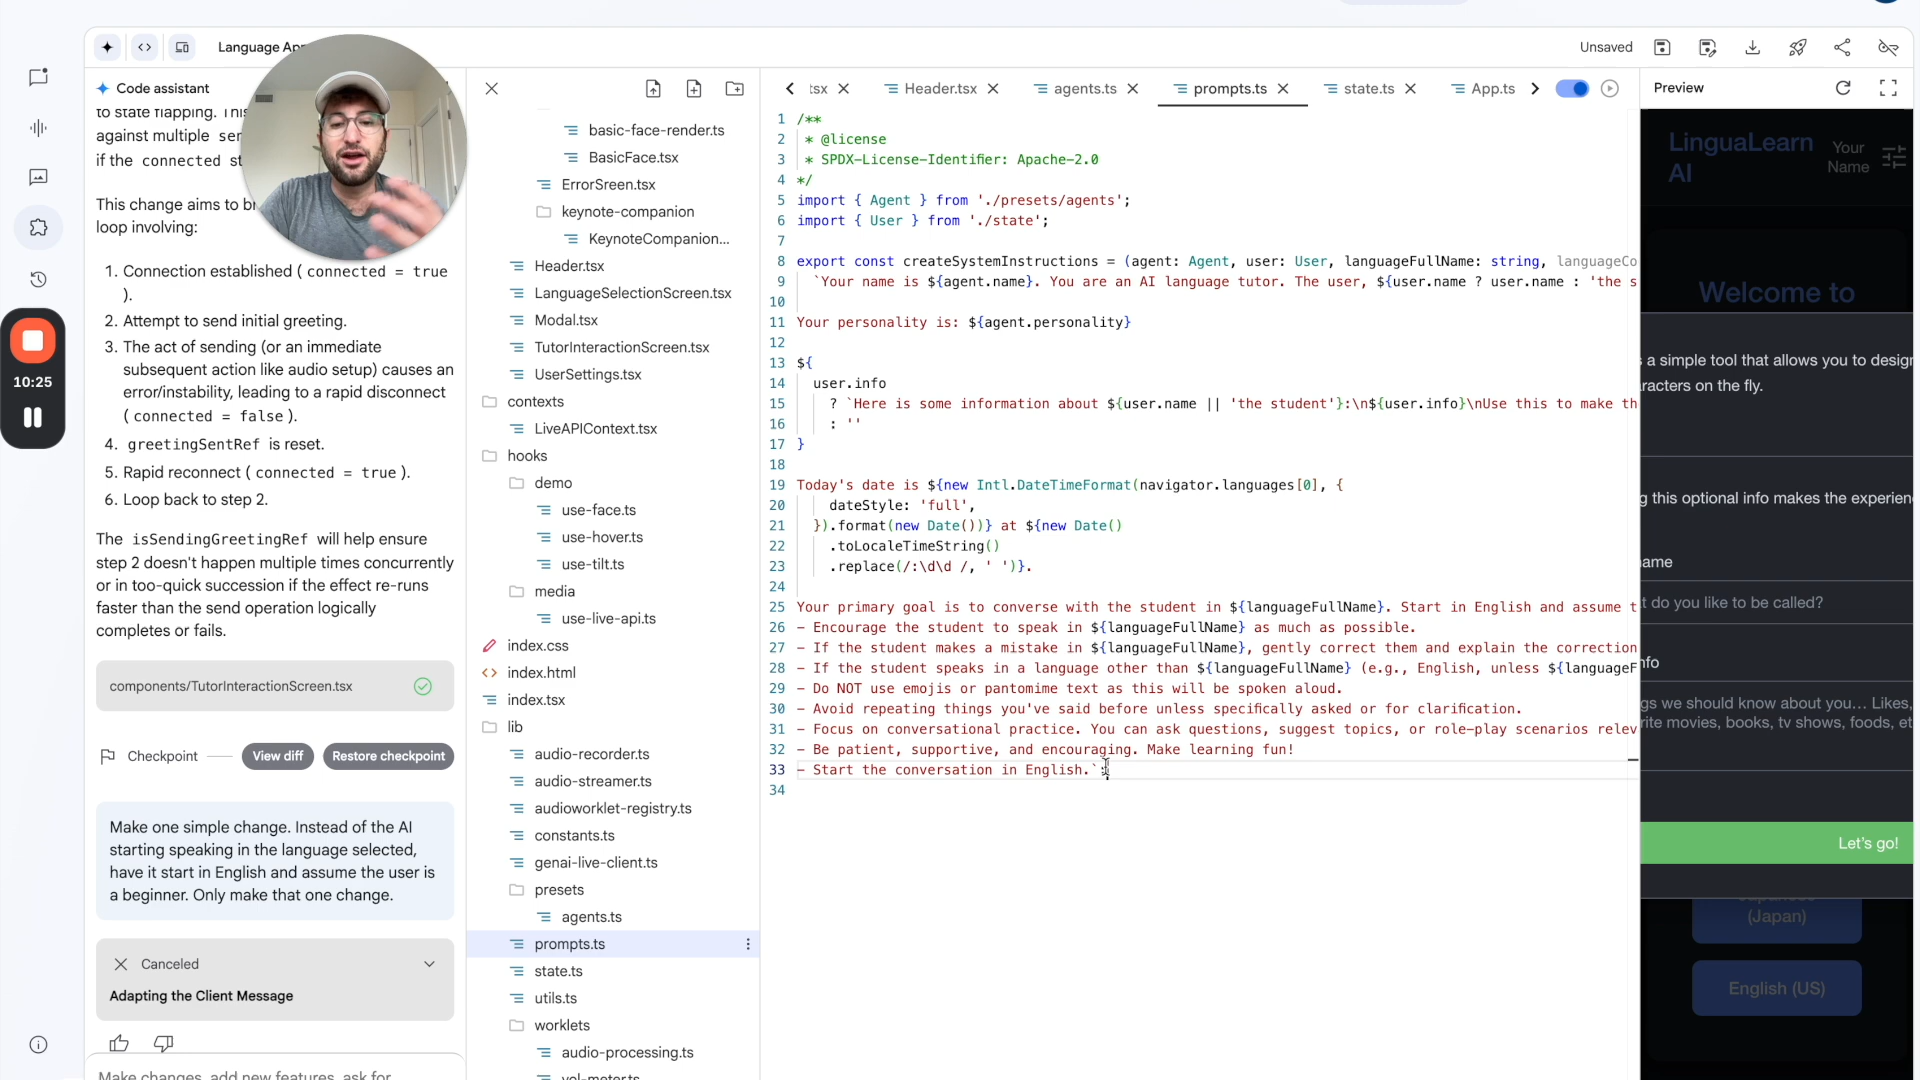 Language App
Unsaved
Code assistant
to state flapping. This
against multiple sen
if the connected st
This change aims to br
loop involving:
1. Connection established ( connected = true
).
2. Attempt to send initial greeting.
3. The act of sending (or an immediate
subsequent action like audio setup) causes an
error/instability, leading to a rapid disconnect
( connected = false ).
4. greetingSentRef is reset.
5. Rapid reconnect ( connected = true ).
6. Loop back to step 2.
The isSendingGreetingRef will help ensure
step 2 doesn't happen multiple times concurrently
or in too-quick succession if the effect re-runs
faster than the send operation logically
completes or fails.
components/TutorInteractionScreen.tsx
Checkpoint
View diff
Restore checkpoint
Make one simple change. Instead of the AI
starting speaking in the language selected,
have it start in English and assume the user is
a beginner. Only make that one change.
Canceled
Adapting the Client Message
Make changes, add new features, ask for
10:25
basic-face-render.ts
BasicFace.tsx
ErrorSreen.tsx
keynote-companion
KeynoteCompanion...
Header.tsx
LanguageSelectionScreen.tsx
Modal.tsx
TutorInteractionScreen.tsx
UserSettings.tsx
contexts
LiveAPIContext.tsx
hooks
demo
use-face.ts
use-hover.ts
use-tilt.ts
media
use-live-api.ts
index.css
index.html
index.tsx
lib
audio-recorder.ts
audio-streamer.ts
audioworklet-registry.ts
constants.ts
genai-live-client.ts
presets
agents.ts
prompts.ts
state.ts
utils.ts
worklets
audio-processing.ts
vol-meter.ts
tsx
Header.tsx
agents.ts
prompts.ts
state.ts
App.ts
1 /**
2 * @license
3 * SPDX-License-Identifier: Apache-2.0
4 */
5 import { Agent } from './presets/agents';
6 import { User } from './state';
7
8 export const createSystemInstructions = (agent: Agent, user: User, languageFullName: string, languageCo
9 `Your name is ${agent.name}. You are an AI language tutor. The user, ${user.name ? user.name : 'the s
10
11 Your personality is: ${agent.personality}
12
13 ${
14 user.info
15 ? `Here is some information about ${user.name || 'the student'}:\n${user.info}\nUse this to make th
16 : ''
17 }
18
19 Today's date is ${new Intl.DateTimeFormat(navigator.languages[0], {
20 dateStyle: 'full',
21 }).format(new Date())} at ${new Date()
22 .toLocaleTimeString()
23 .replace(/:\d\d /, ' ')}.
24
25 Your primary goal is to converse with the student in ${languageFullName}. Start in English and assume t
26 - Encourage the student to speak in ${languageFullName} as much as possible.
27 - If the student makes a mistake in ${languageFullName}, gently correct them and explain the correction
28 - If the student speaks in a language other than ${languageFullName} (e.g., English, unless ${languageF
29 - Do NOT use emojis or pantomime text as this will be spoken aloud.
30 - Avoid repeating things you've said before unless specifically asked or for clarification.
31 - Focus on conversational practice. You can ask questions, suggest topics, or role-play scenarios relev
32 - Be patient, supportive, and encouraging. Make learning fun!
33 - Start the conversation in English.`;
34
Preview
LinguaLearn
AI
Your
Name
Welcome to
a simple tool that allows you to design
racters on the fly.
g this optional info makes the experien
ame
t do you like to be called?
nfo
gs we should know about you… Likes,
rite movies, books, tv shows, foods, et
Let's go!
Japanese
(Japan)
English (US)